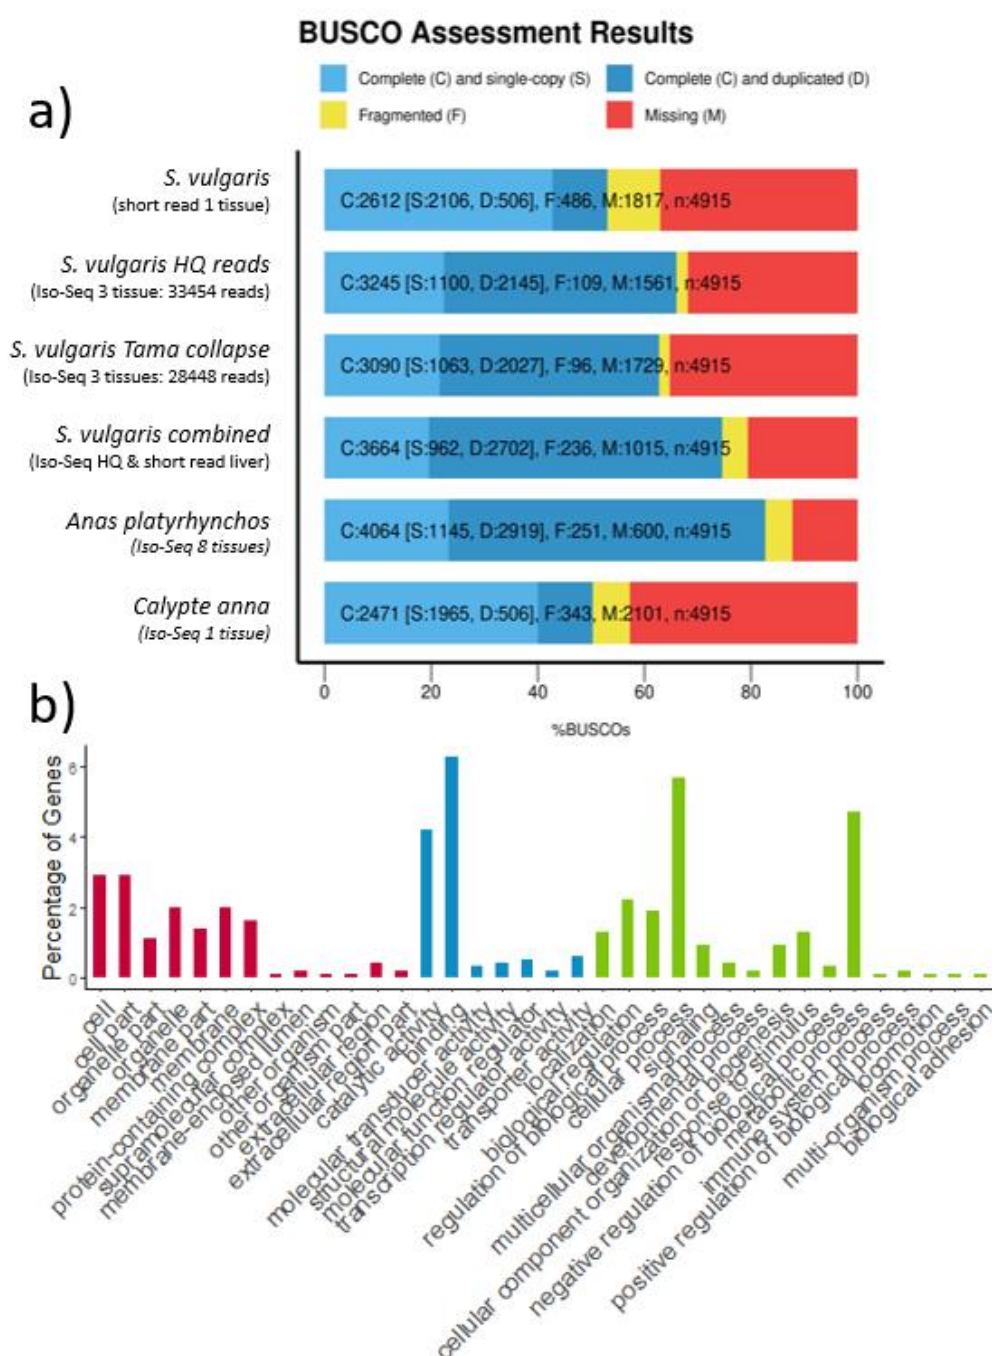 BUSCO Assessment Results
Complete (C) and single-copy (S)
Complete (C) and duplicated (D)
Fragmented (F)
Missing (M)
a)
S. vulgaris
(short read 1 tissue)
C:2612 [S:2106, D:506], F:486, M:1817, n:4915
S. vulgaris HQ reads
(Iso-Seq 3 tissue: 33454 reads)
C:3245 [S:1100, D:2145], F:109, M:1561, n:4915
S. vulgaris Tama collapse
(Iso-Seq 3 tissues: 28448 reads)
C:3090 [S:1063, D:2027], F:96, M:1729, n:4915
S. vulgaris combined
(Iso-Seq HQ & short read liver)
C:3664 [S:962, D:2702], F:236, M:1015, n:4915
Anas platyrhynchos
(Iso-Seq 8 tissues)
C:4064 [S:1145, D:2919], F:251, M:600, n:4915
Calypte anna
(Iso-Seq 1 tissue)
C:2471 [S:1965, D:506], F:343, M:2101, n:4915
0 20 40 60 80 100
%BUSCOs
b)
Percentage of Genes
6
4
2
0
cell
cell part
organelle part
organelle
membrane part
membrane
protein-containing complex
supramolecular complex
membrane-enclosed lumen
other organism
other organism part
extracellular region
extracellular region part
catalytic activity
binding
molecular transducer activity
structural molecule activity
molecular function regulator
transcription regulator activity
transporter activity
localization
biological regulation
regulation of biological process
cellular process
signaling
multicellular organismal process
developmental process
cellular component organization or biogenesis
response to stimulus
negative regulation of biological process
metabolic process
immune system process
positive regulation of biological process
locomotion
multi-organism process
biological adhesion